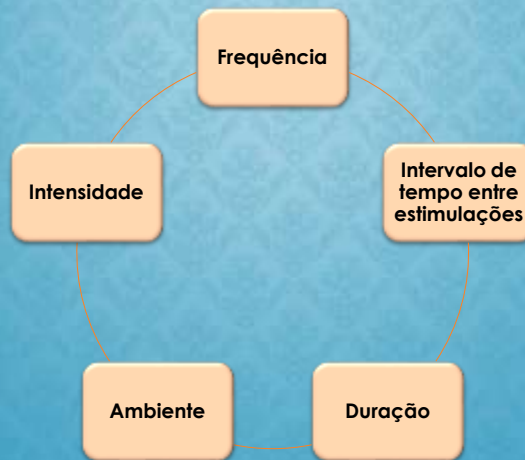 Frequência
Intensidade
Intervalo de
tempo entre
estimulações
Ambiente
Duração